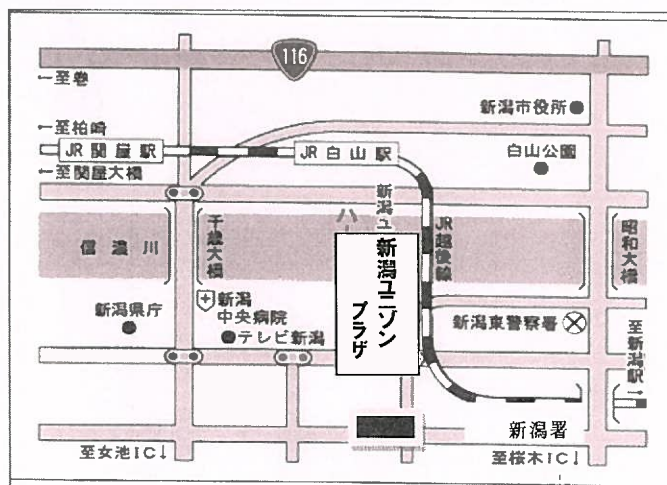 116
←至巻
新潟市役所
←至柏崎
JR関屋駅
JR白山駅
白山公園
←至関屋大橋
新潟ユ
ハ
信濃川
千歳大橋
JR越後線
昭和大橋
新潟ユニゾン
プラザ
新潟県庁
新潟
中央病院
テレビ新潟
新潟東警察署
至新潟駅→
新潟署
至女池IC↓
至桜木IC↓